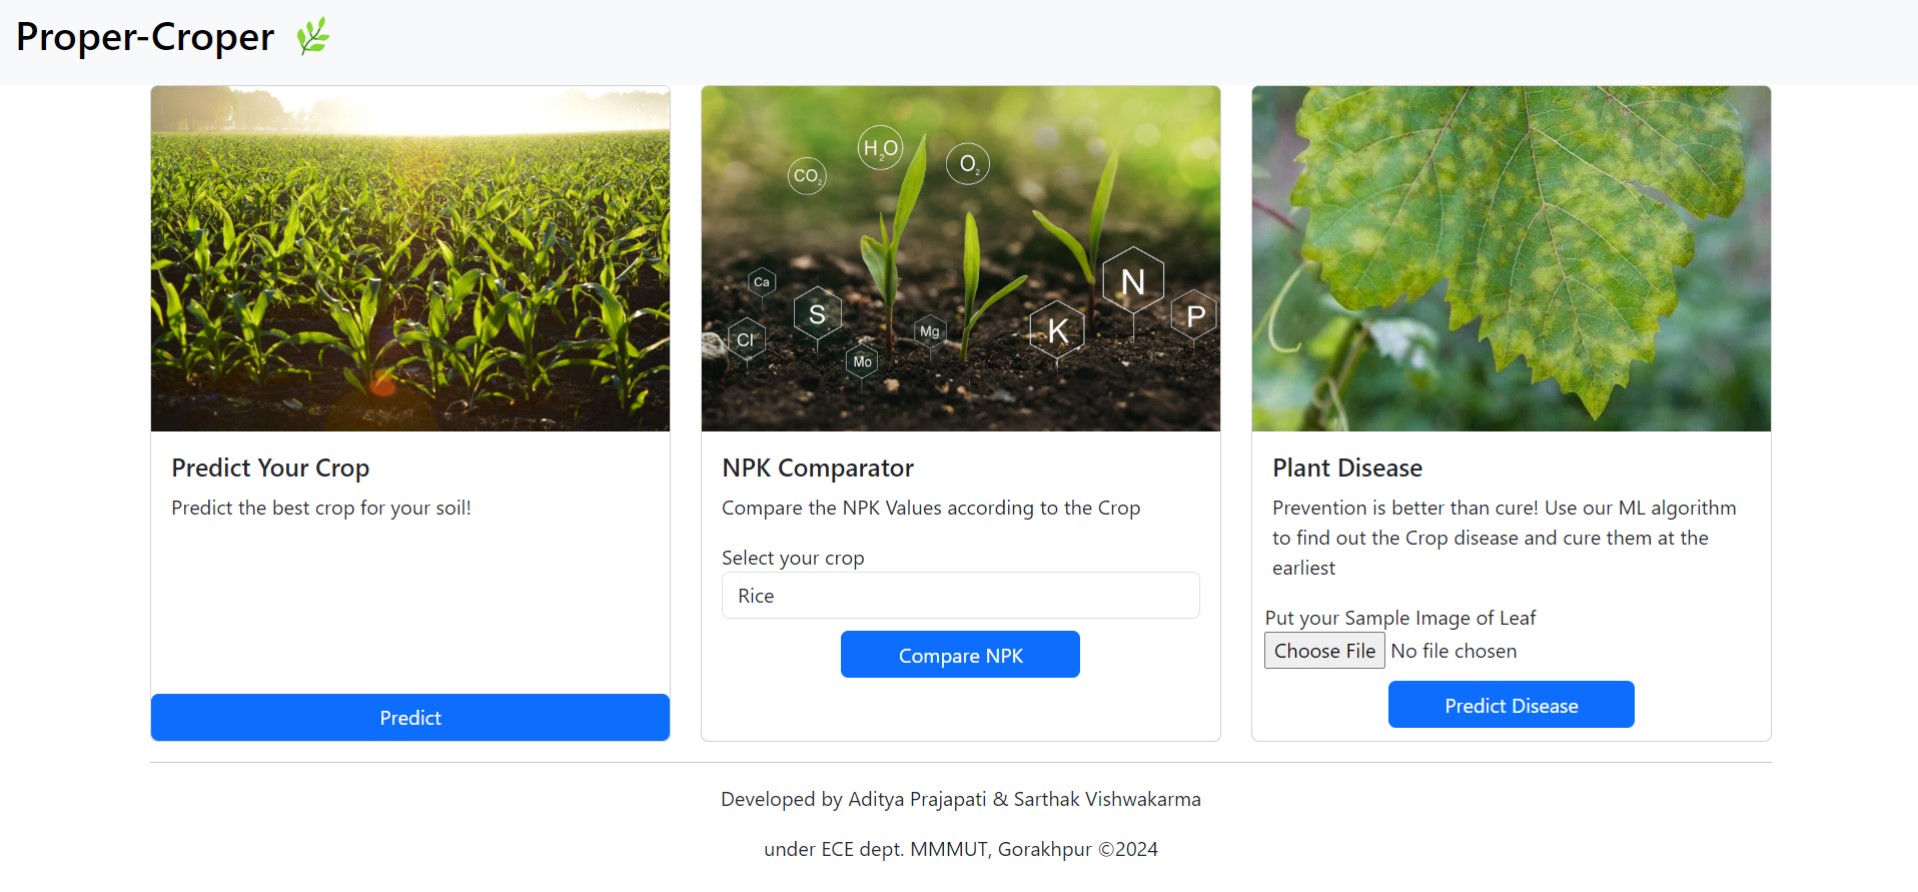 Proper-Croper
CO₂
H₂O
O₂
Ca
S
Cl
Mo
Mg
K
N
P
Predict Your Crop
Predict the best crop for your soil!
Predict
NPK Comparator
Compare the NPK Values according to the Crop
Select your crop
Rice
Compare NPK
Plant Disease
Prevention is better than cure! Use our ML algorithm
to find out the Crop disease and cure them at the
earliest
Put your Sample Image of Leaf
Choose File No file chosen
Predict Disease
Developed by Aditya Prajapati & Sarthak Vishwakarma
under ECE dept. MMMUT, Gorakhpur ©2024